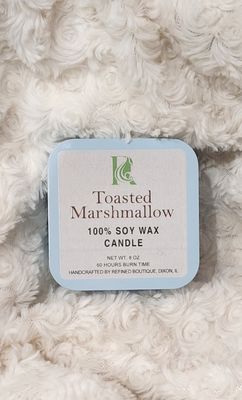 R
Toasted
Marshmallow
100% SOY WAX
CANDLE
NET WT. 8 OZ
60 HOURS BURN TIME
HANDCRAFTED BY REFINED BOUTIQUE, DIXON, IL